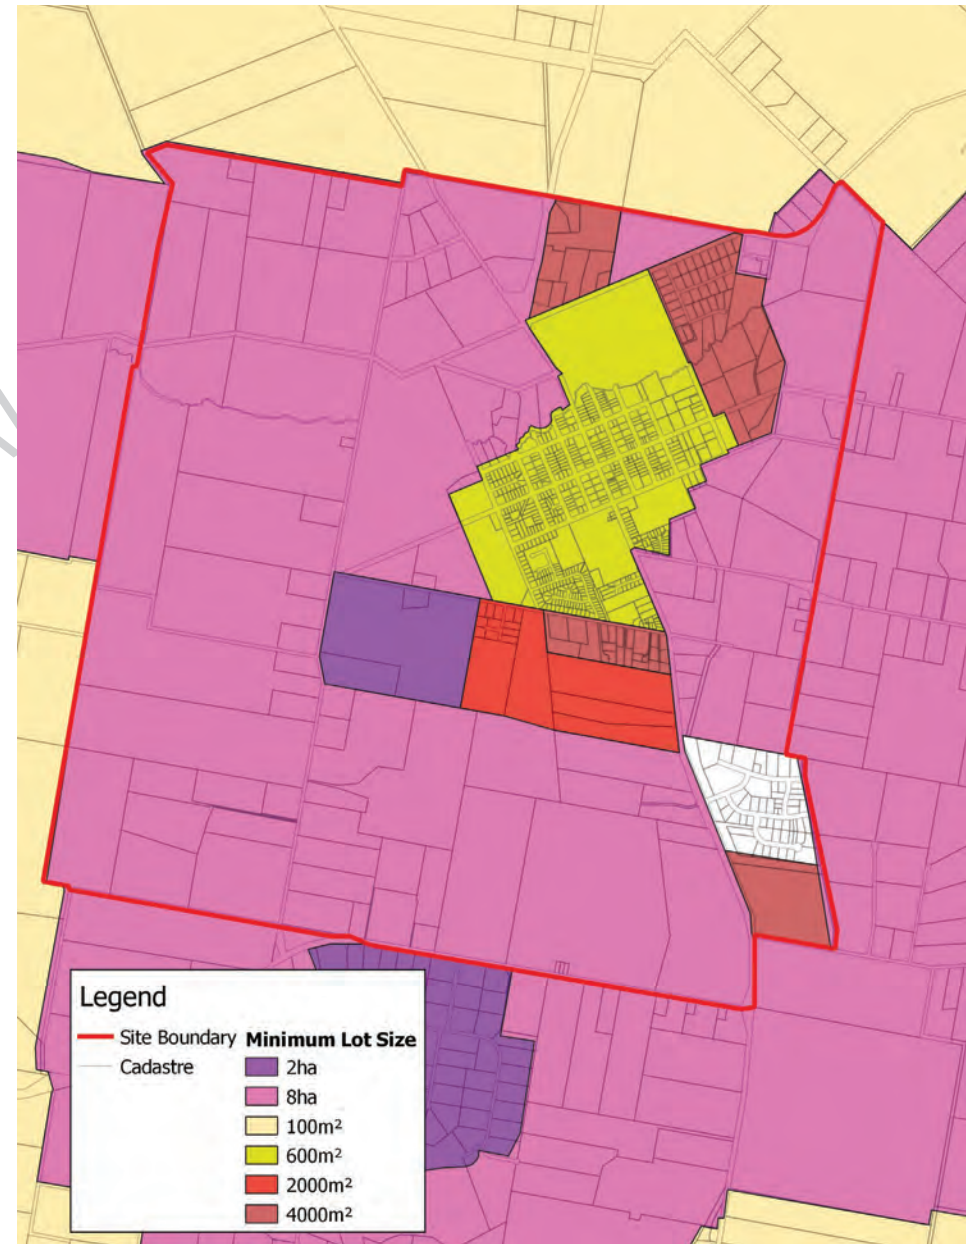 Legend
Site Boundary
Cadastre
Minimum Lot Size
2ha
8ha
100m²
600m²
2000m²
4000m²